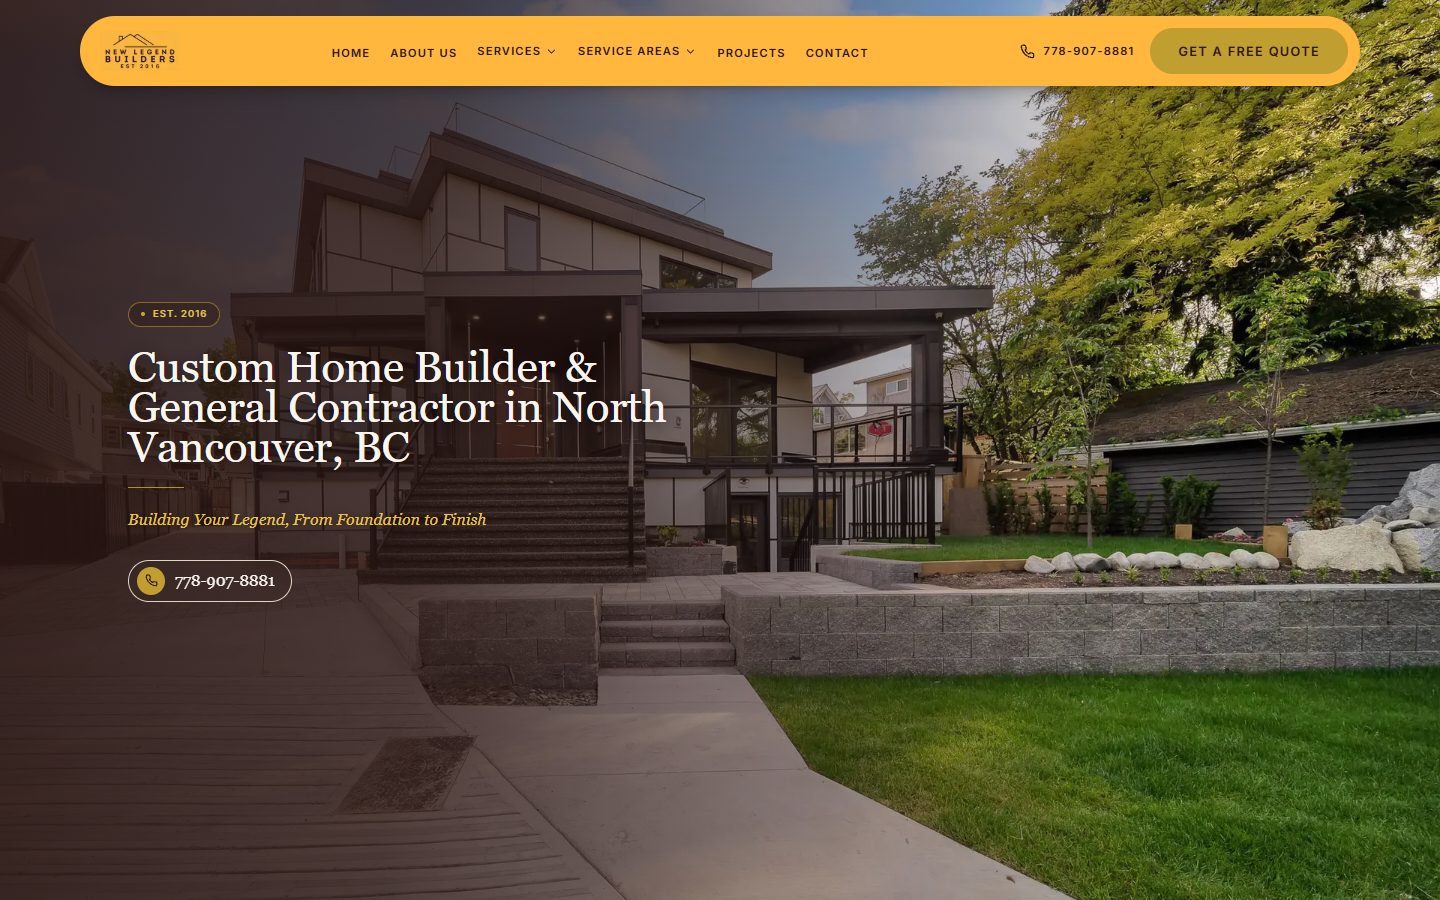 NEW LEGEND
BUILDERS
EST 2016
HOME
ABOUT US
SERVICES
SERVICE AREAS
PROJECTS
CONTACT
778-907-8881
GET A FREE QUOTE
EST. 2016
Custom Home Builder &
General Contractor in North
Vancouver, BC
Building Your Legend, From Foundation to Finish
778-907-8881